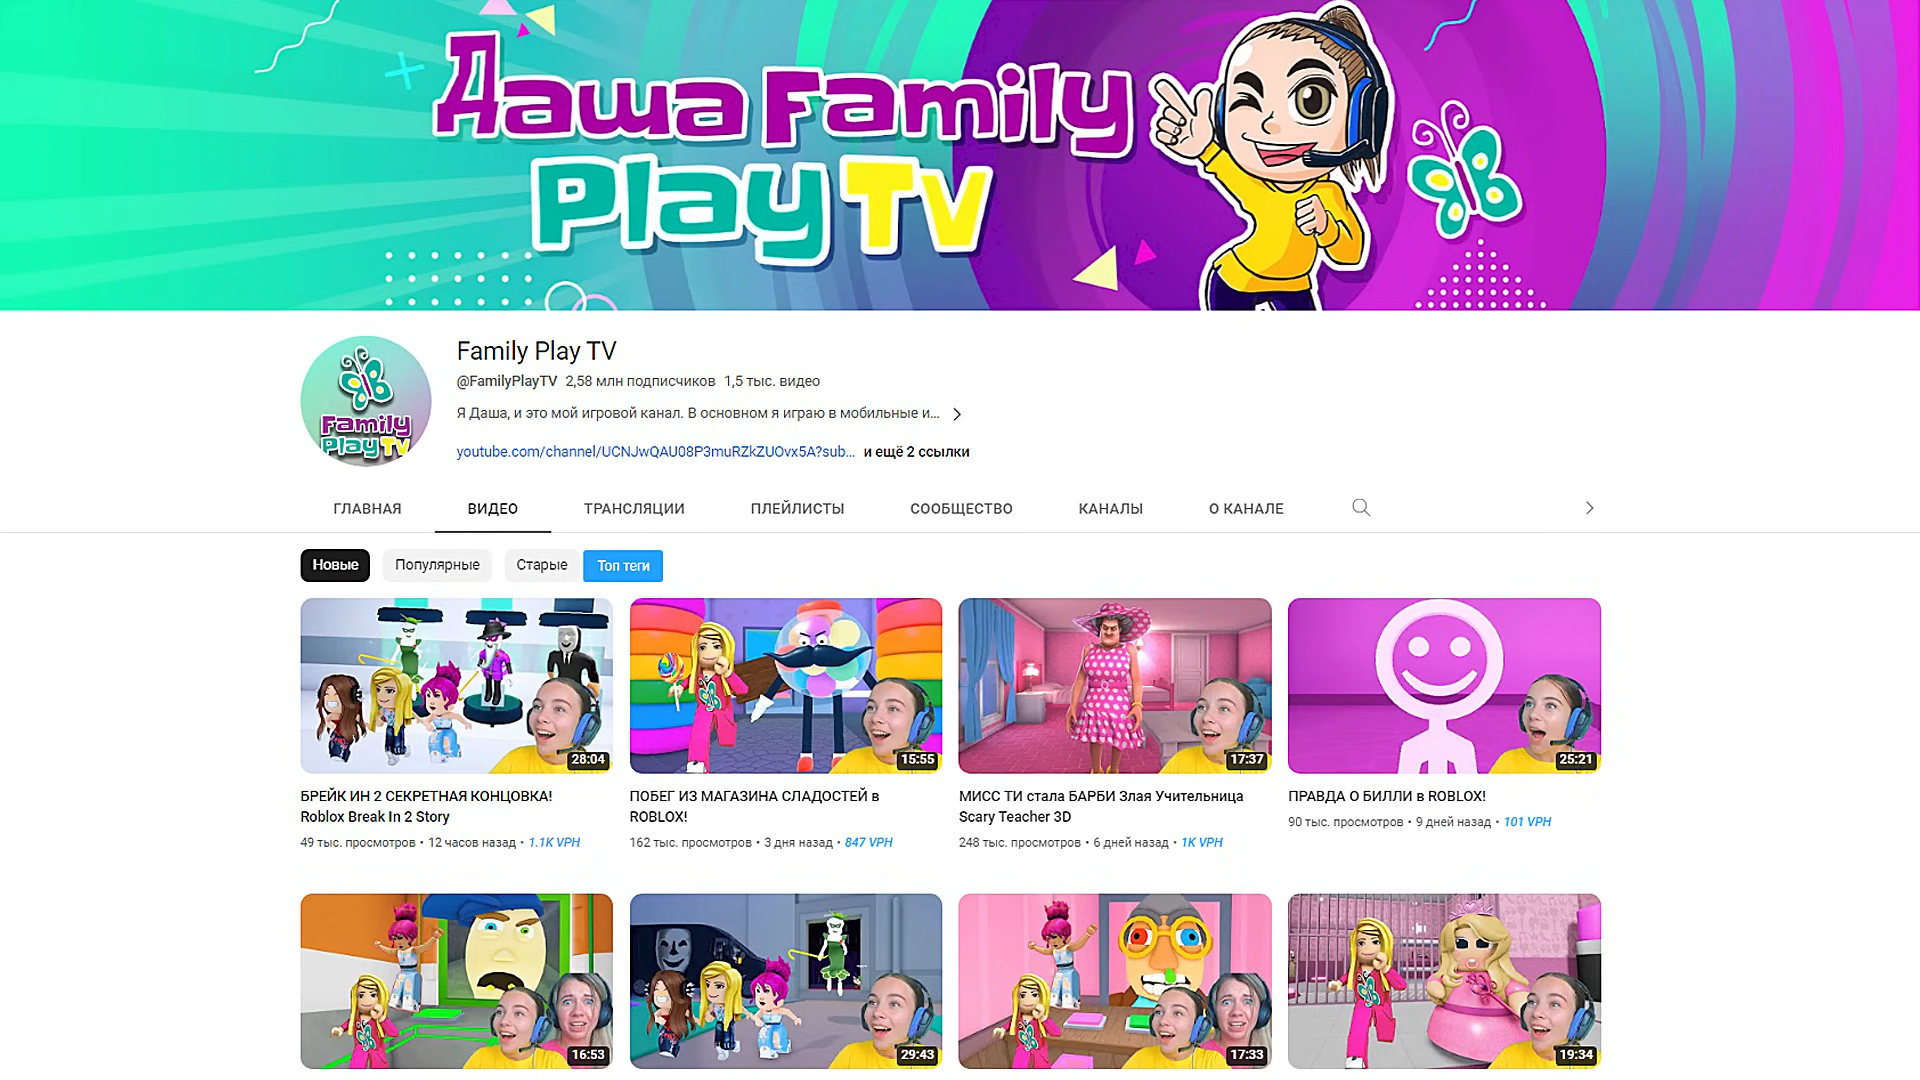 Даша Family
Play TV
Family
Play TV
Family Play TV
@FamilyPlayTV 2,58 млн подписчиков 1,5 тыс. видео
Я Даша, и это мой игровой канал. В основном я играю в мобильные и...
youtube.com/channel/UCNJwQAU08P3muRZkZUOvx5A?sub... и ещё 2 ссылки
ГЛАВНАЯ ВИДЕО ТРАНСЛЯЦИИ ПЛЕЙЛИСТЫ СООБЩЕСТВО КАНАЛЫ О КАНАЛЕ
Новые Популярные Старые Топ теги
28:04 15:55 17:37 25:21
БРЕЙК ИН 2 СЕКРЕТНАЯ КОНЦОВКА!
Roblox Break In 2 Story
49 тыс. просмотров • 12 часов назад • 1.1K VPH
ПОБЕГ ИЗ МАГАЗИНА СЛАДОСТЕЙ в
ROBLOX!
162 тыс. просмотров • 3 дня назад • 847 VPH
МИСС ТИ стала БАРБИ Злая Учительница
Scary Teacher 3D
248 тыс. просмотров • 6 дней назад • 1K VPH
ПРАВДА О БИЛЛИ в ROBLOX!
90 тыс. просмотров • 9 дней назад • 101 VPH
16:53 29:43 17:33 19:34